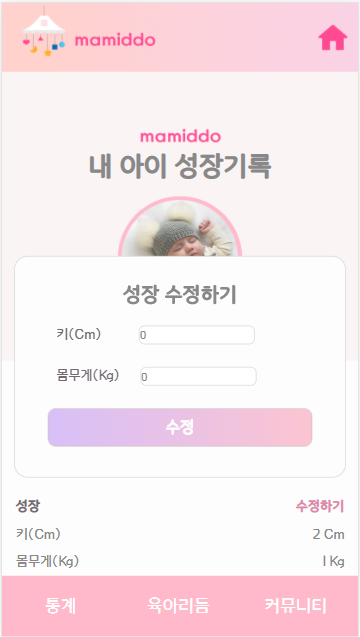 mamiddo
mamiddo
내 아이 성장기록
성장 수정하기
키(Cm) 0
몸무게(Kg) 0
수정
성장 수정하기
키(Cm) 2 Cm
몸무게(Kg) 1 Kg
통계 육아리듬 커뮤니티